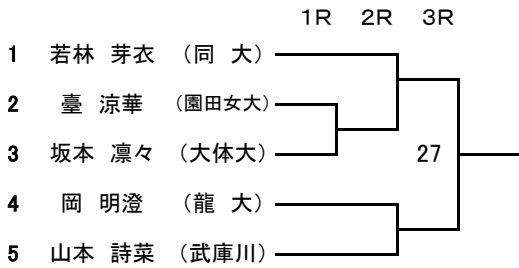 1R 2R 3R
1 若林 芽衣 (同 大)
2 臺 涼華 (園田女大)
3 坂本 凛々 (大体大)
27
4 岡 明澄 (龍 大)
5 山本 詩菜 (武庫川)